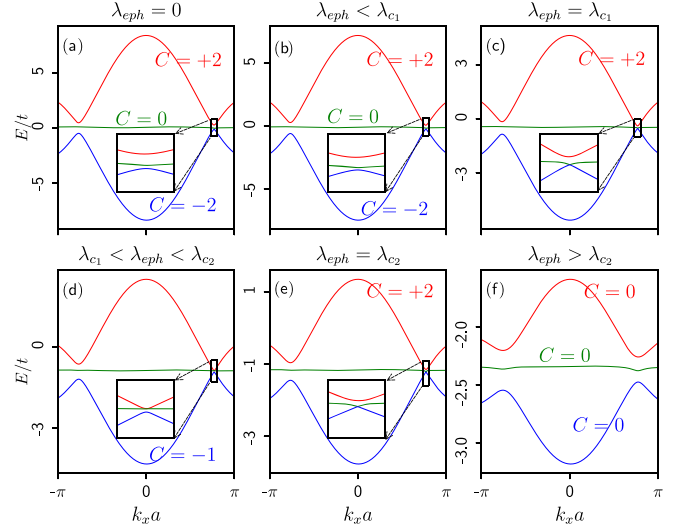 λ_eph = 0
λ_eph < λ_c₁
λ_eph = λ_c₁
(a)
C = +2
C = 0
C = −2
5
0
-5
E/t
(b)
C = +2
C = 0
C = −2
5
0
-5
(c)
C = +2
3
0
-3
λ_c₁ < λ_eph < λ_c₂
λ_eph = λ_c₂
λ_eph > λ_c₂
(d)
C = −1
0
-3
E/t
-π
0
π
k_x a
(e)
C = +2
1
-1
-3
-π
0
π
k_x a
(f)
C = 0
C = 0
C = 0
-2.0
-2.4
-2.5
-3.0
-π
0
π
k_x a